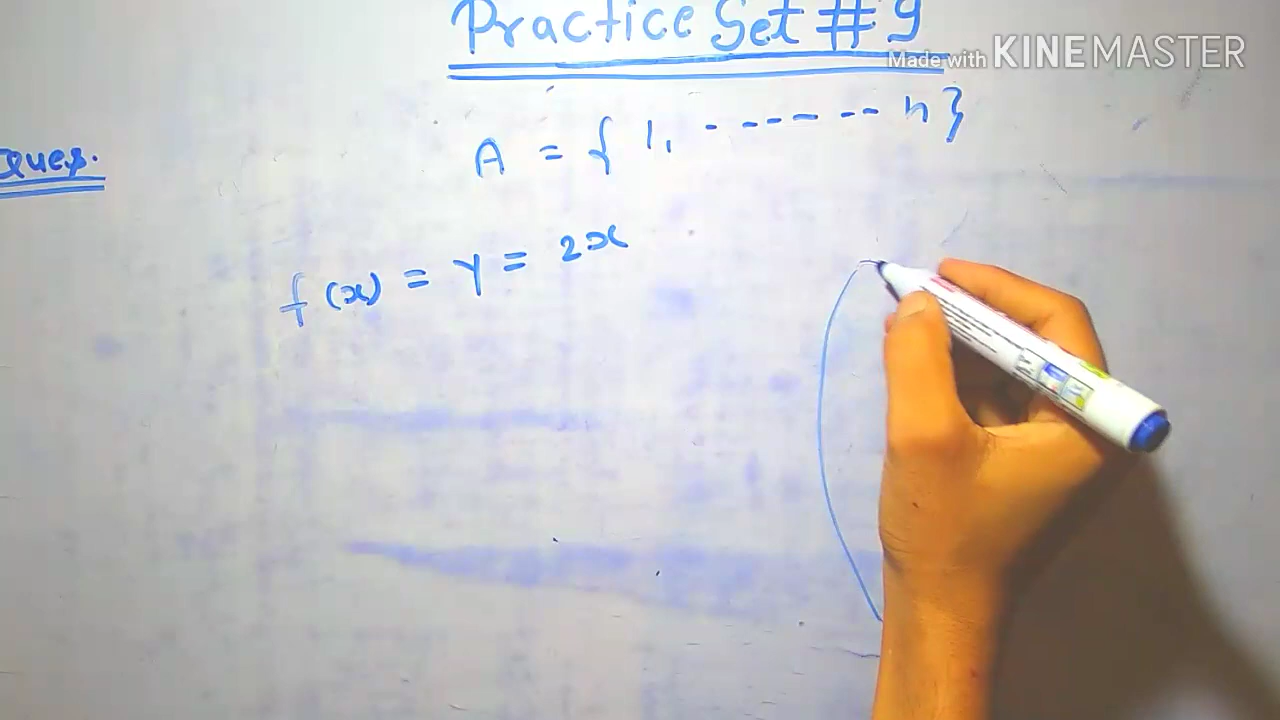 Practice Set #9
Made with KINEMASTER
A = { 1, - - - - - - n }
Ques.
f(x) = y = 2x